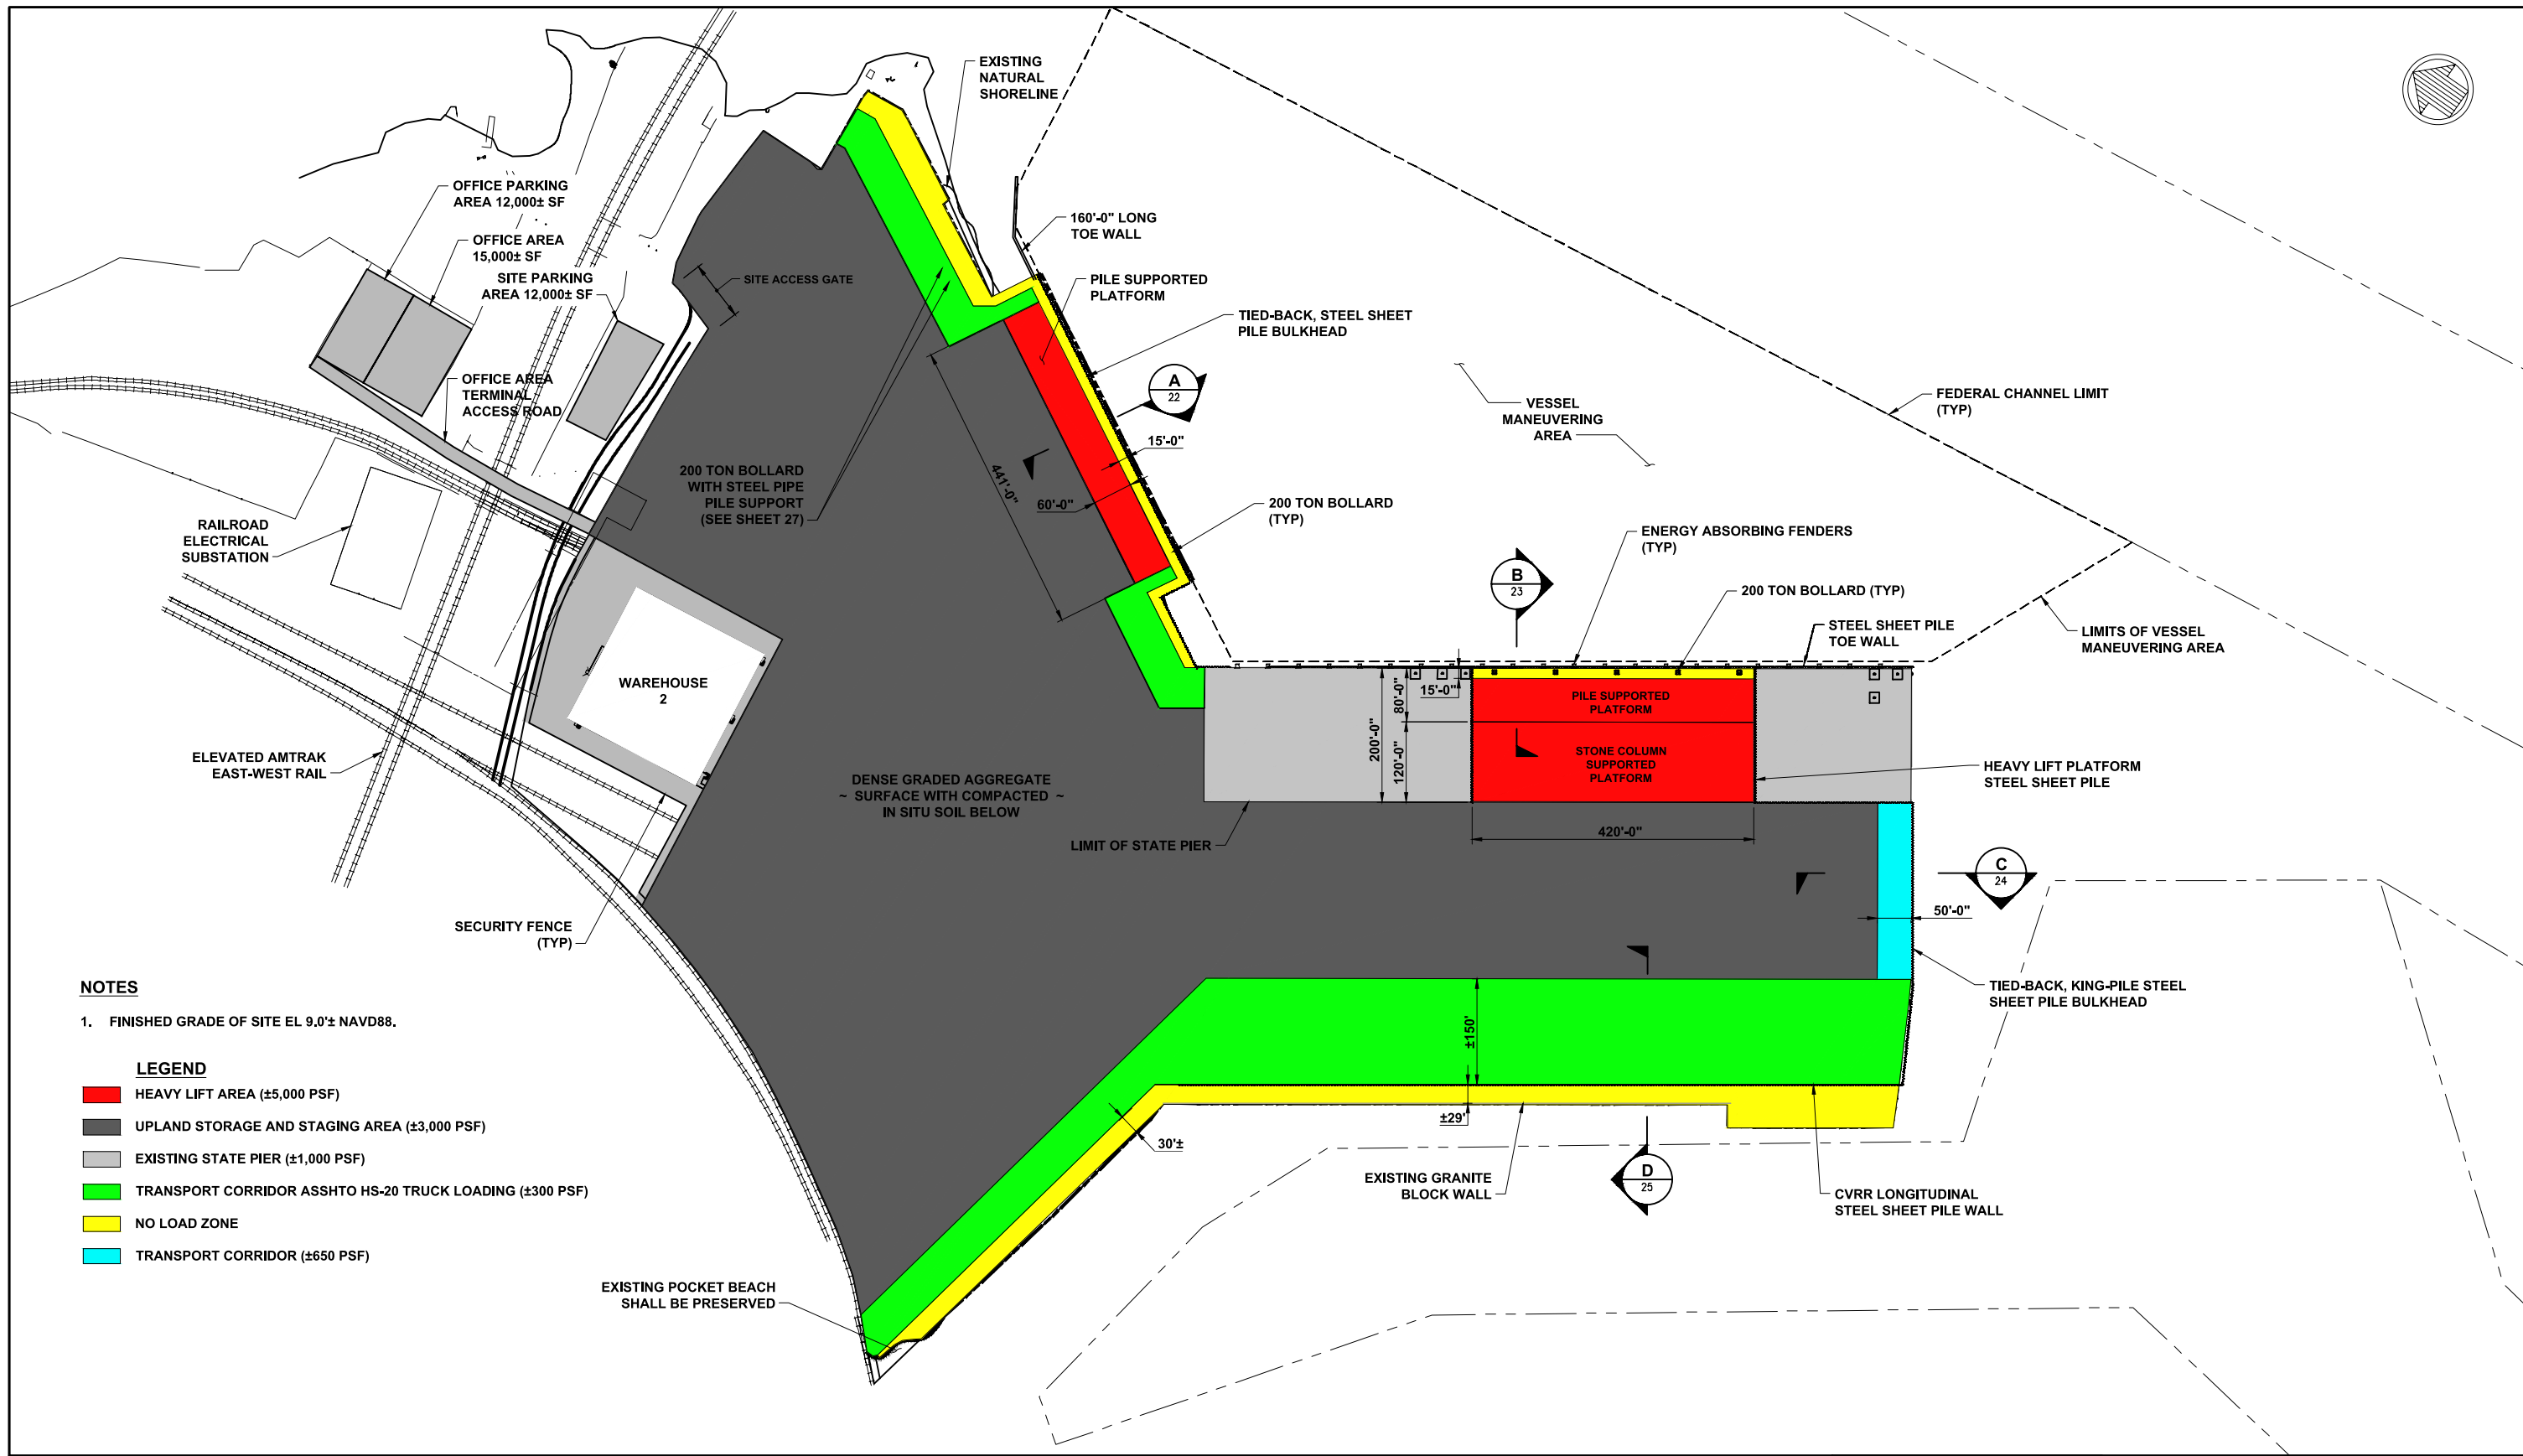 EXISTING
NATURAL
SHORELINE
OFFICE PARKING
AREA 12,000± SF
OFFICE AREA
15,000± SF
SITE PARKING
AREA 12,000± SF
SITE ACCESS GATE
160'-0" LONG
TOE WALL
PILE SUPPORTED
PLATFORM
TIED-BACK, STEEL SHEET
PILE BULKHEAD
A
22
OFFICE AREA
TERMINAL
ACCESS ROAD
VESSEL
MANEUVERING
AREA
FEDERAL CHANNEL LIMIT
(TYP)
15'-0"
441'-0"
60'-0"
200 TON BOLLARD
WITH STEEL PIPE
PILE SUPPORT
(SEE SHEET 27)
200 TON BOLLARD
(TYP)
RAILROAD
ELECTRICAL
SUBSTATION
ENERGY ABSORBING FENDERS
(TYP)
B
23
200 TON BOLLARD (TYP)
STEEL SHEET PILE
TOE WALL
LIMITS OF VESSEL
MANEUVERING AREA
WAREHOUSE
2
15'-0"
80'-0"
200'-0"
120'-0"
PILE SUPPORTED
PLATFORM
STONE COLUMN
SUPPORTED
PLATFORM
ELEVATED AMTRAK
EAST-WEST RAIL
DENSE GRADED AGGREGATE
~ SURFACE WITH COMPACTED ~
IN SITU SOIL BELOW
HEAVY LIFT PLATFORM
STEEL SHEET PILE
LIMIT OF STATE PIER
420'-0"
C
24
50'-0"
SECURITY FENCE
(TYP)
TIED-BACK, KING-PILE STEEL
SHEET PILE BULKHEAD
±150'
±29'
30'±
EXISTING GRANITE
BLOCK WALL
D
25
CVRR LONGITUDINAL
STEEL SHEET PILE WALL
EXISTING POCKET BEACH
SHALL BE PRESERVED
NOTES
1. FINISHED GRADE OF SITE EL 9.0'± NAVD88.
LEGEND
HEAVY LIFT AREA (±5,000 PSF)
UPLAND STORAGE AND STAGING AREA (±3,000 PSF)
EXISTING STATE PIER (±1,000 PSF)
TRANSPORT CORRIDOR ASSHTO HS-20 TRUCK LOADING (±300 PSF)
NO LOAD ZONE
TRANSPORT CORRIDOR (±650 PSF)